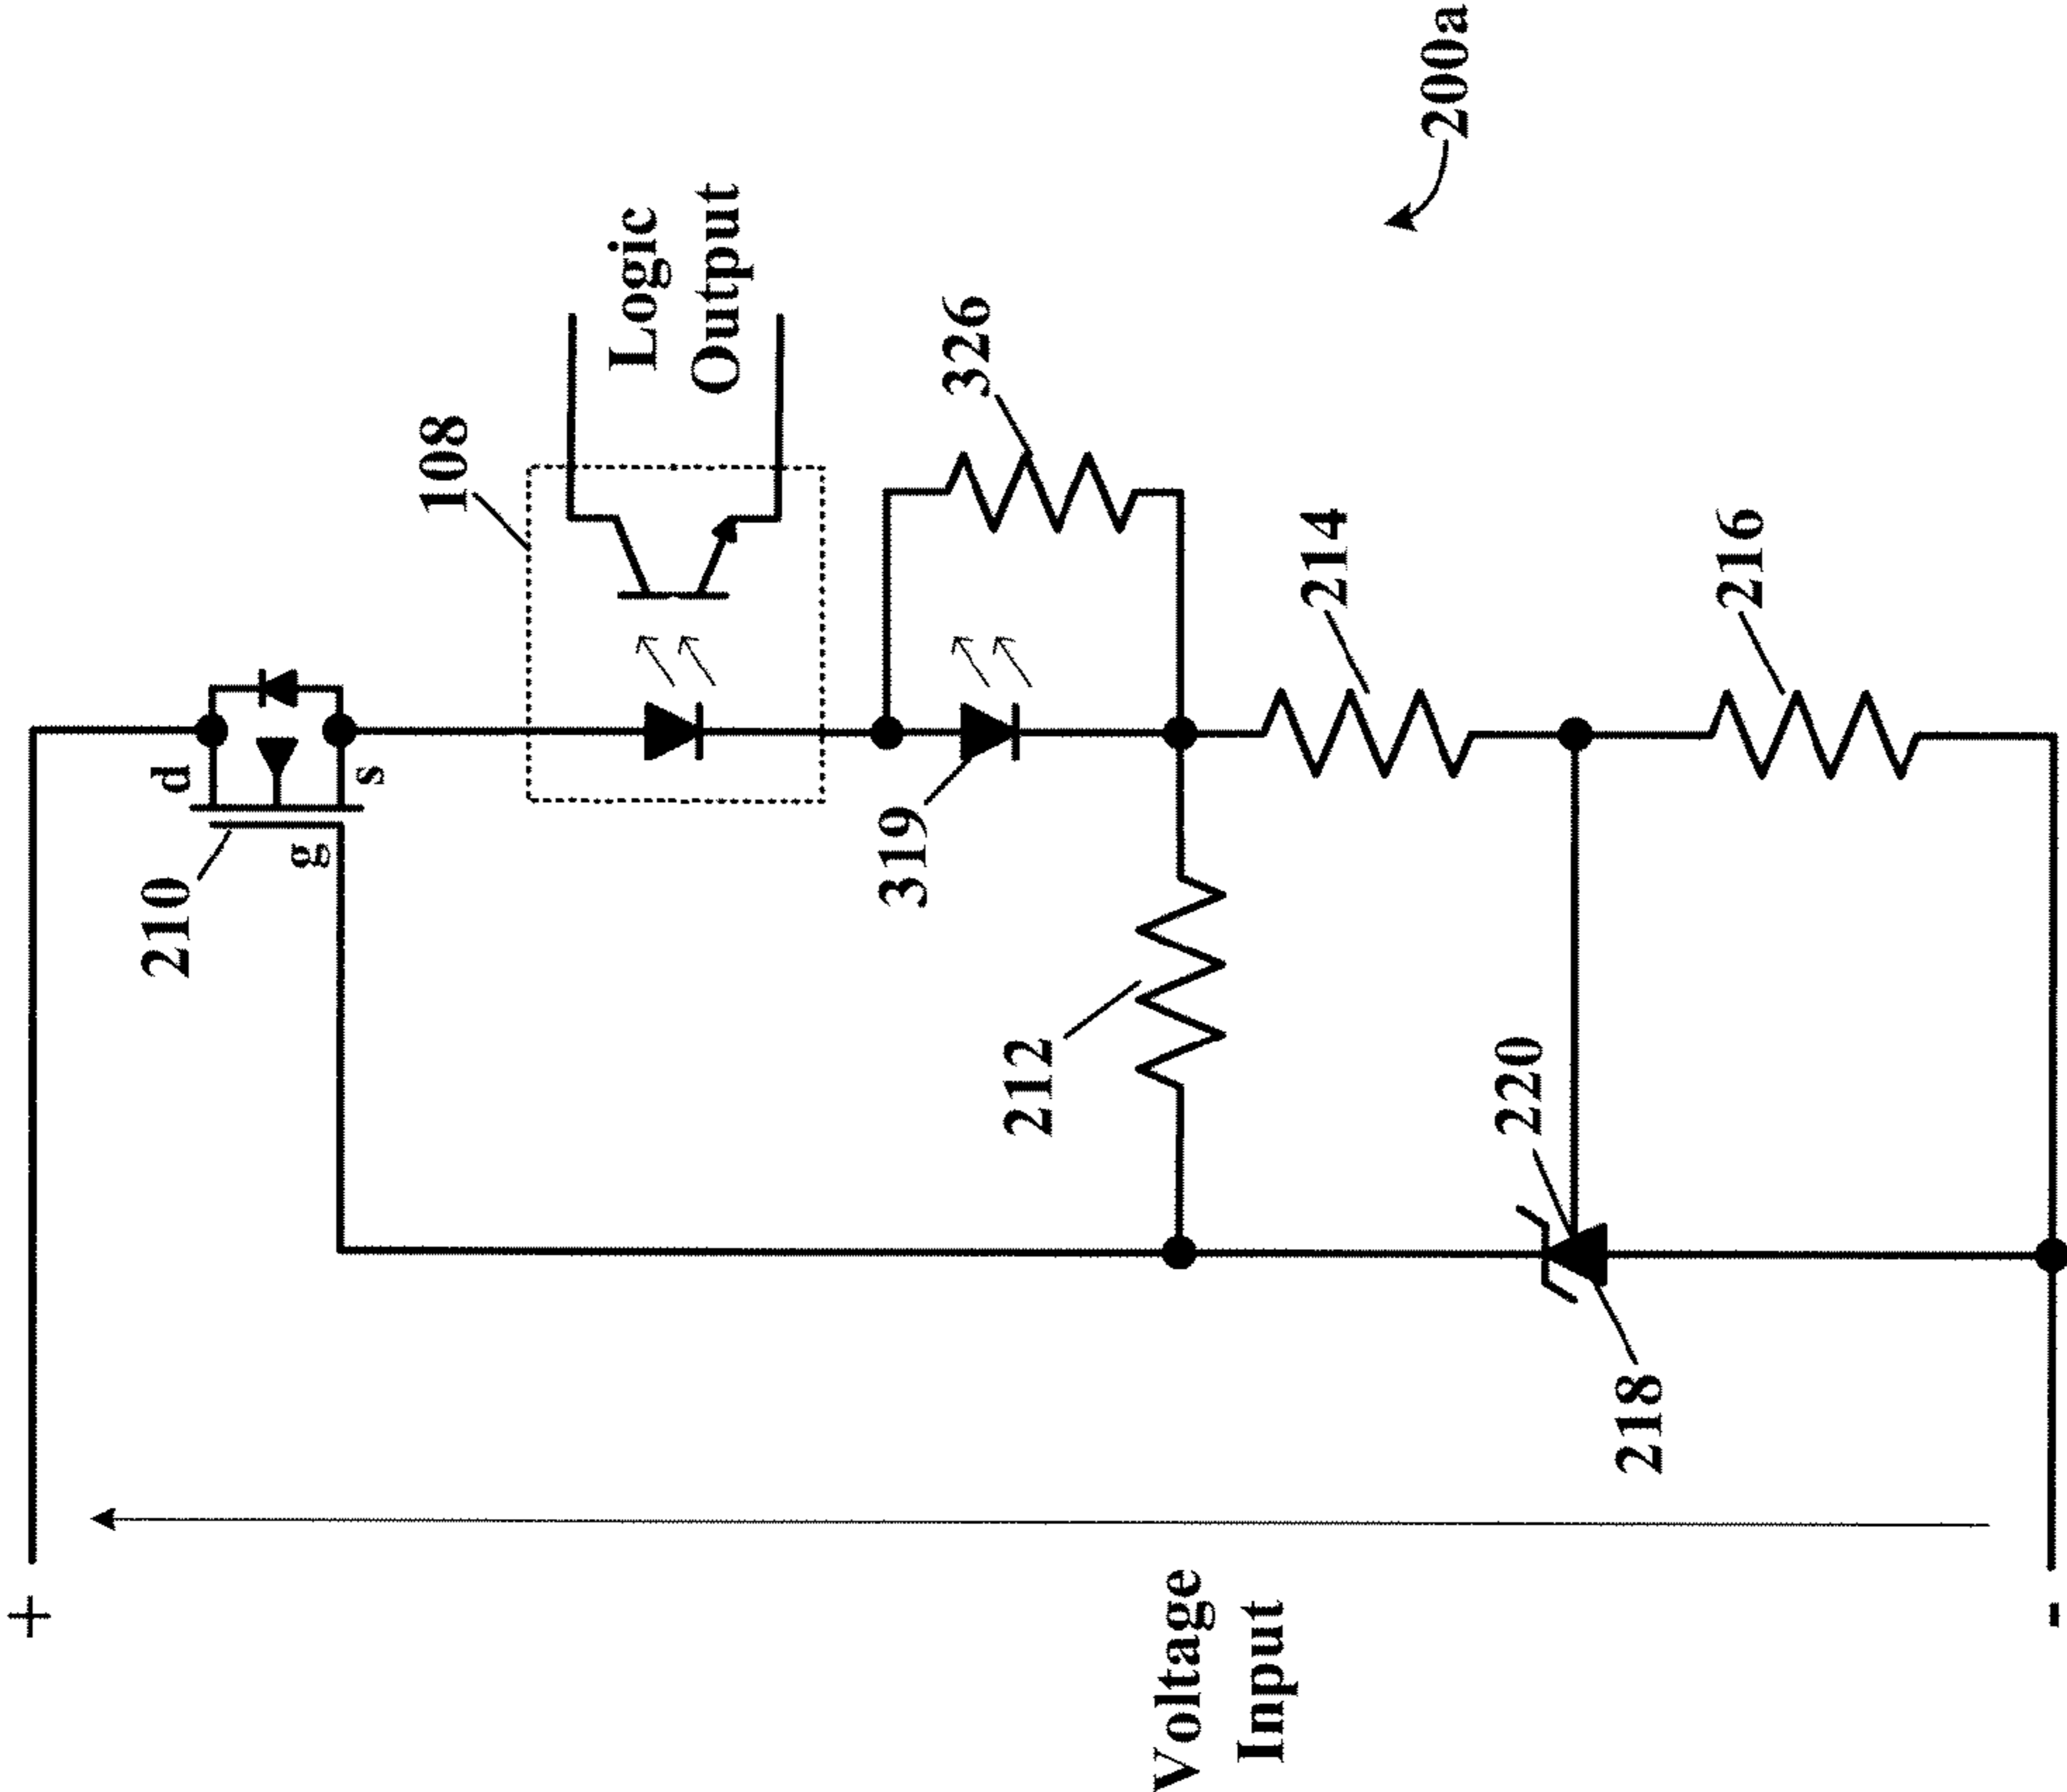 +
Voltage
Input
-
210
d
g
s
108
Logic
Output
319
326
212
214
220
218
216
200a